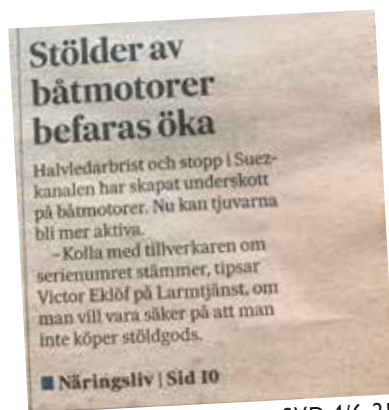 Stölder av
båtmotorer
befaras öka
Halvledarbrist och stopp i Suez-
kanalen har skapat underskott
på båtmotorer. Nu kan tjuvarna
bli mer aktiva.
– Kolla med tillverkaren om
serienumret stämmer, tipsar
Victor Eklöf på Larmtjänst, om
man vill vara säker på att man
inte köper stöldgods.
■ Näringsliv | Sid 10